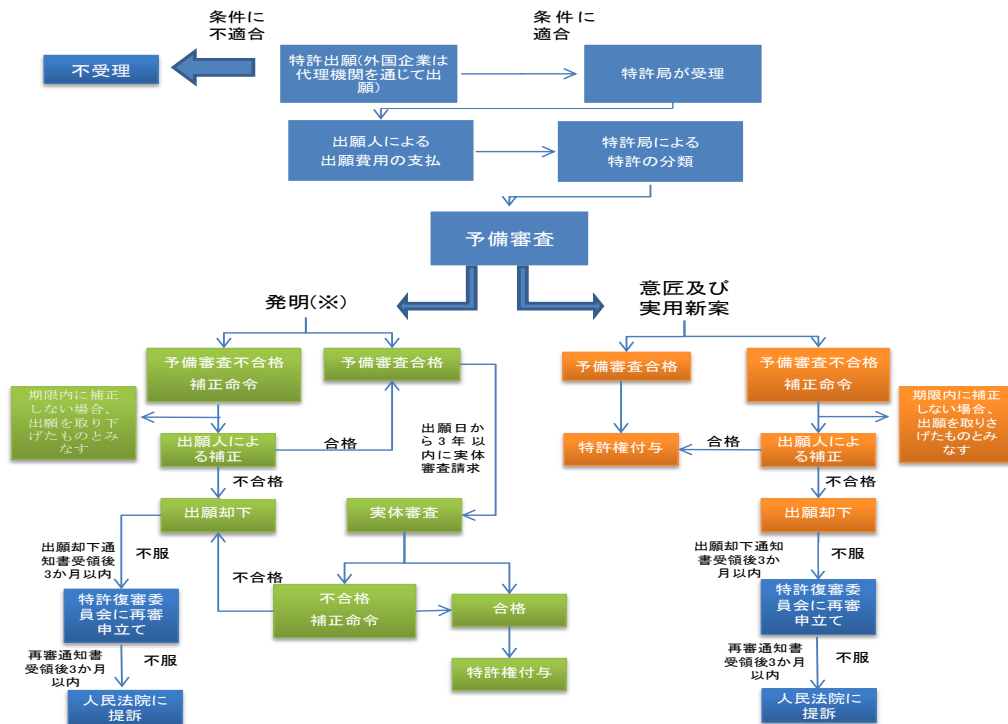 条件に
不適合
条件に
適合
不受理
特許出願(外国企業は
代理機関を通じて出
願)
特許局が受理
出願人による
出願費用の支払
特許局による
特許の分類
予備審査
発明(※)
意匠及び
実用新案
予備審査不合格
補正命令
予備審査合格
予備審査合格
予備審査不合格
補正命令
期限内に補正
しない場合、
出願を取り下
げたものとみ
なす
出願人によ
る補正
合格
出願日か
ら3年以
内に実体
審査請求
特許権付与
合格
出願人によ
る補正
期限内に補正
しない場合、
出願を取りさ
げたものとみ
なす
不合格
不合格
出願却下
実体審査
出願却下
出願却下通
知書受領後
3か月以内
不服
不合格
出願却下通知
書受領後3か
月以内
不服
特許復審委
員会に再審
申立て
不合格
補正命令
合格
特許復審委
員会に再審
申立て
再審通知書
受領後3か月
以内
不服
特許権付与
再審通知書
受領後3か月
以内
不服
人民法院に
提訴
人民法院に
提訴